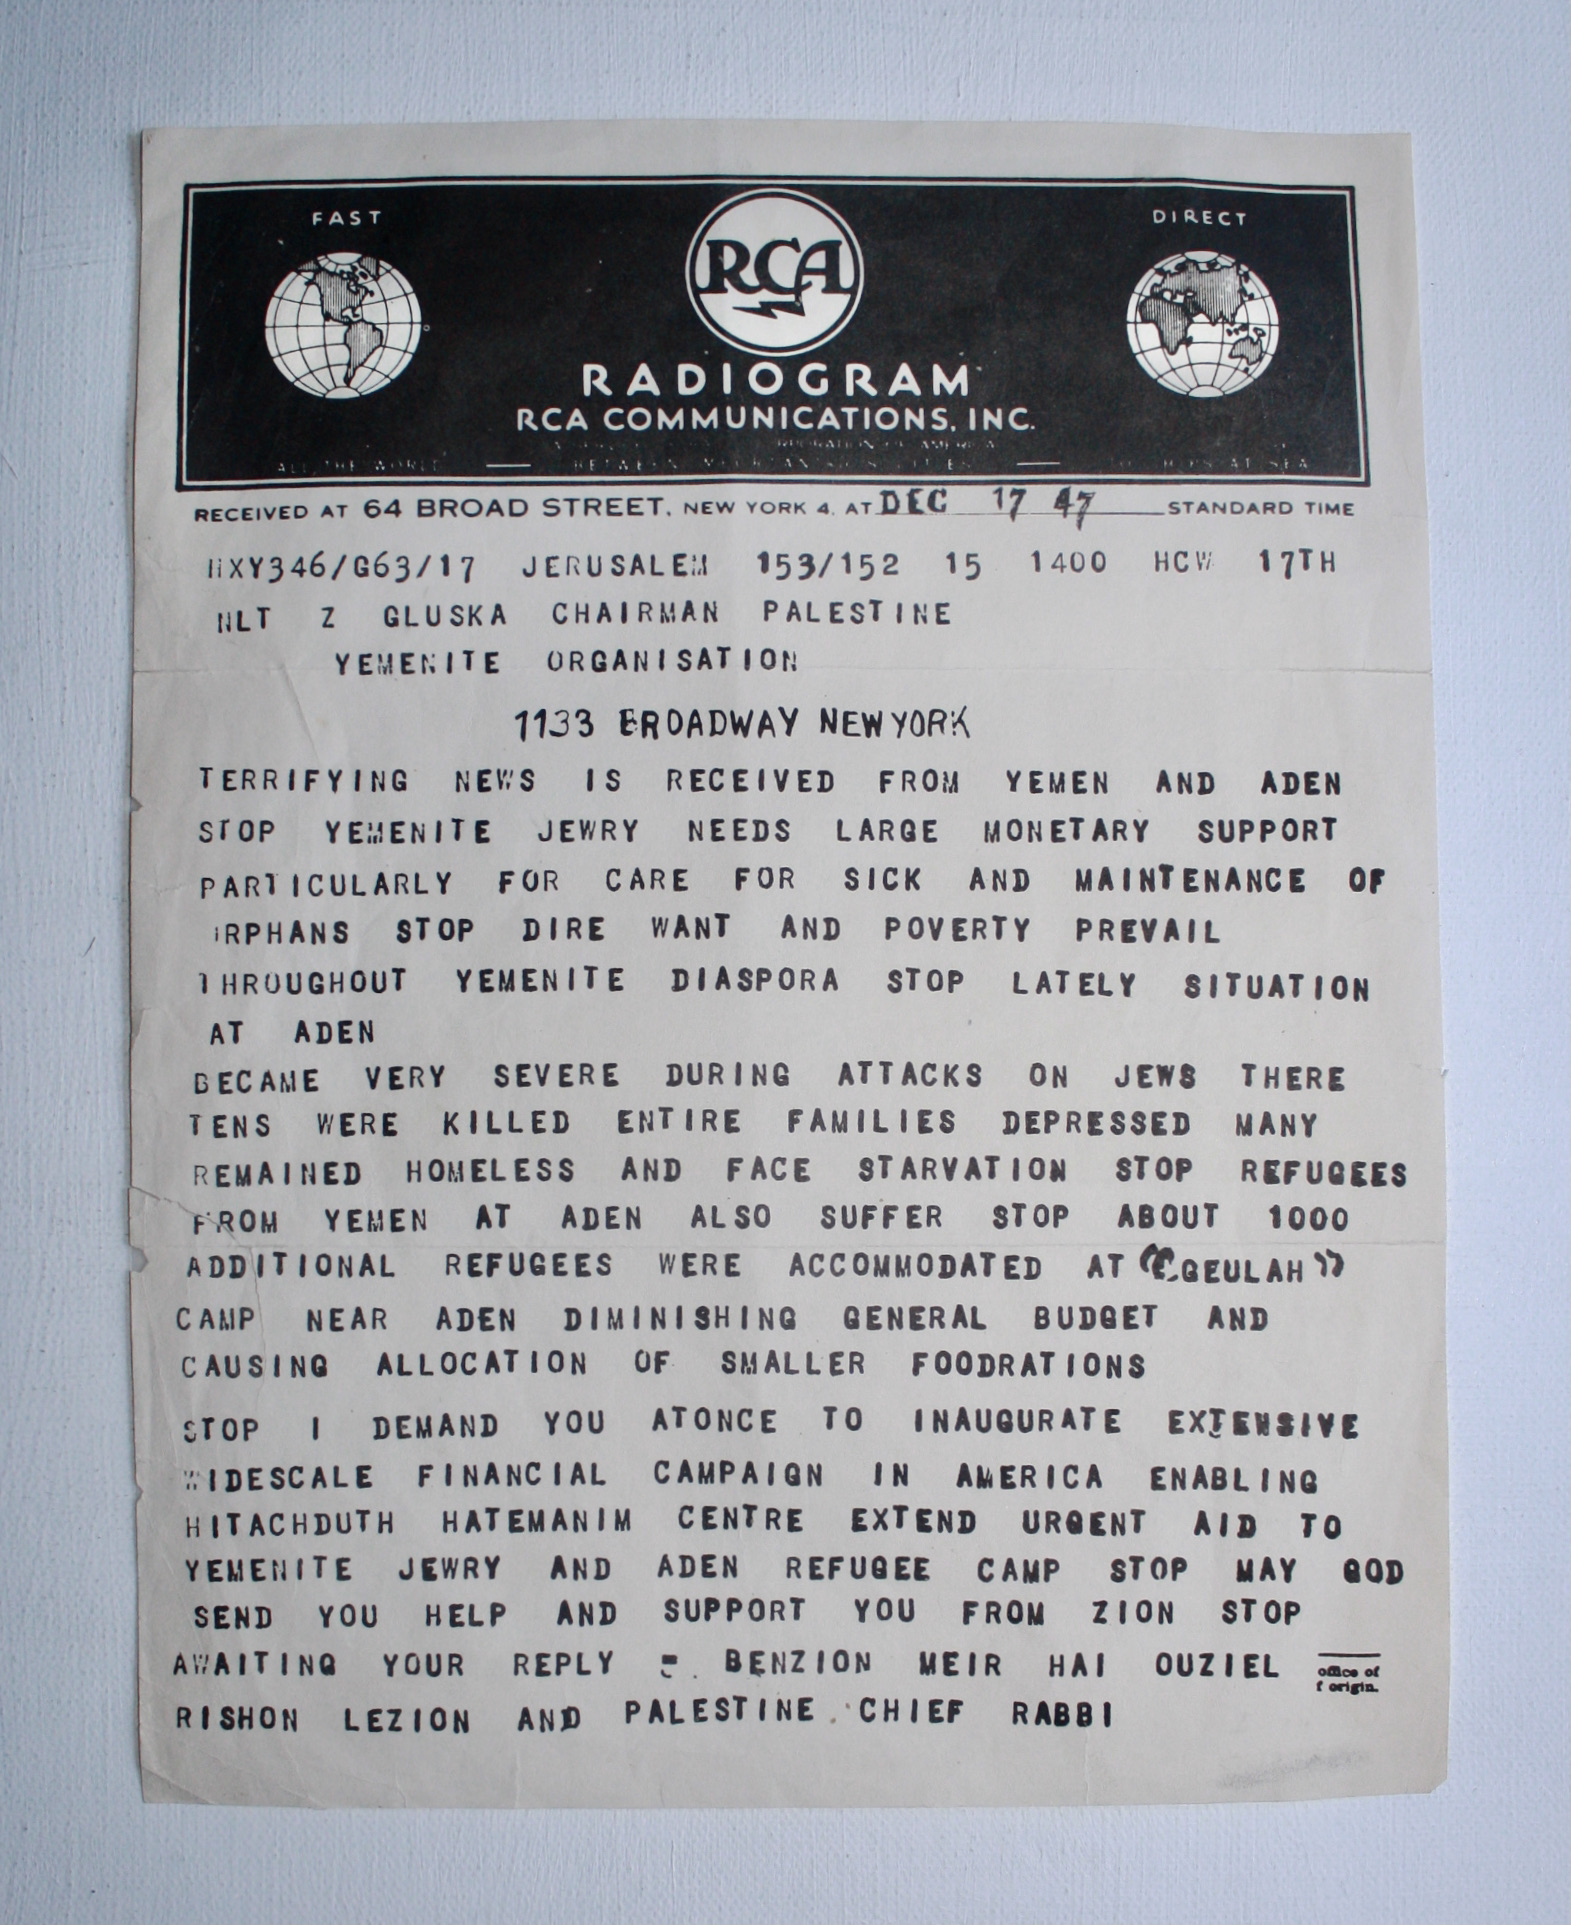 FAST
DIRECT
RCA
RADIOGRAM
RCA COMMUNICATIONS, INC.
ALL THE WORLD — BETWEEN
RECEIVED AT 64 BROAD STREET, NEW YORK 4, AT DEC 17 47 STANDARD TIME
NXY346/G63/17 JERUSALEM 153/152 15 1400 HCW 17TH
NLT Z GLUSKA CHAIRMAN PALESTINE
YEMENITE ORGANISATION
1133 BROADWAY NEWYORK
TERRIFYING NEWS IS RECEIVED FROM YEMEN AND ADEN
STOP YEMENITE JEWRY NEEDS LARGE MONETARY SUPPORT
PARTICULARLY FOR CARE FOR SICK AND MAINTENANCE OF
ORPHANS STOP DIRE WANT AND POVERTY PREVAIL
THROUGHOUT YEMENITE DIASPORA STOP LATELY SITUATION
AT ADEN
BECAME VERY SEVERE DURING ATTACKS ON JEWS THERE
TENS WERE KILLED ENTIRE FAMILIES DEPRESSED MANY
REMAINED HOMELESS AND FACE STARVATION STOP REFUGEES
FROM YEMEN AT ADEN ALSO SUFFER STOP ABOUT 1000
ADDITIONAL REFUGEES WERE ACCOMMODATED AT "GEULAH"
CAMP NEAR ADEN DIMINISHING GENERAL BUDGET AND
CAUSING ALLOCATION OF SMALLER FOODRATIONS
STOP I DEMAND YOU ATONCE TO INAUGURATE EXTENSIVE
WIDESCALE FINANCIAL CAMPAIGN IN AMERICA ENABLING
HITACHDUTH HATEMANIM CENTRE EXTEND URGENT AID TO
YEMENITE JEWRY AND ADEN REFUGEE CAMP STOP MAY GOD
SEND YOU HELP AND SUPPORT YOU FROM ZION STOP
AWAITING YOUR REPLY = BENZION MEIR HAI OUZIEL office of
f origin.
RISHON LEZION AND PALESTINE CHIEF RABBI